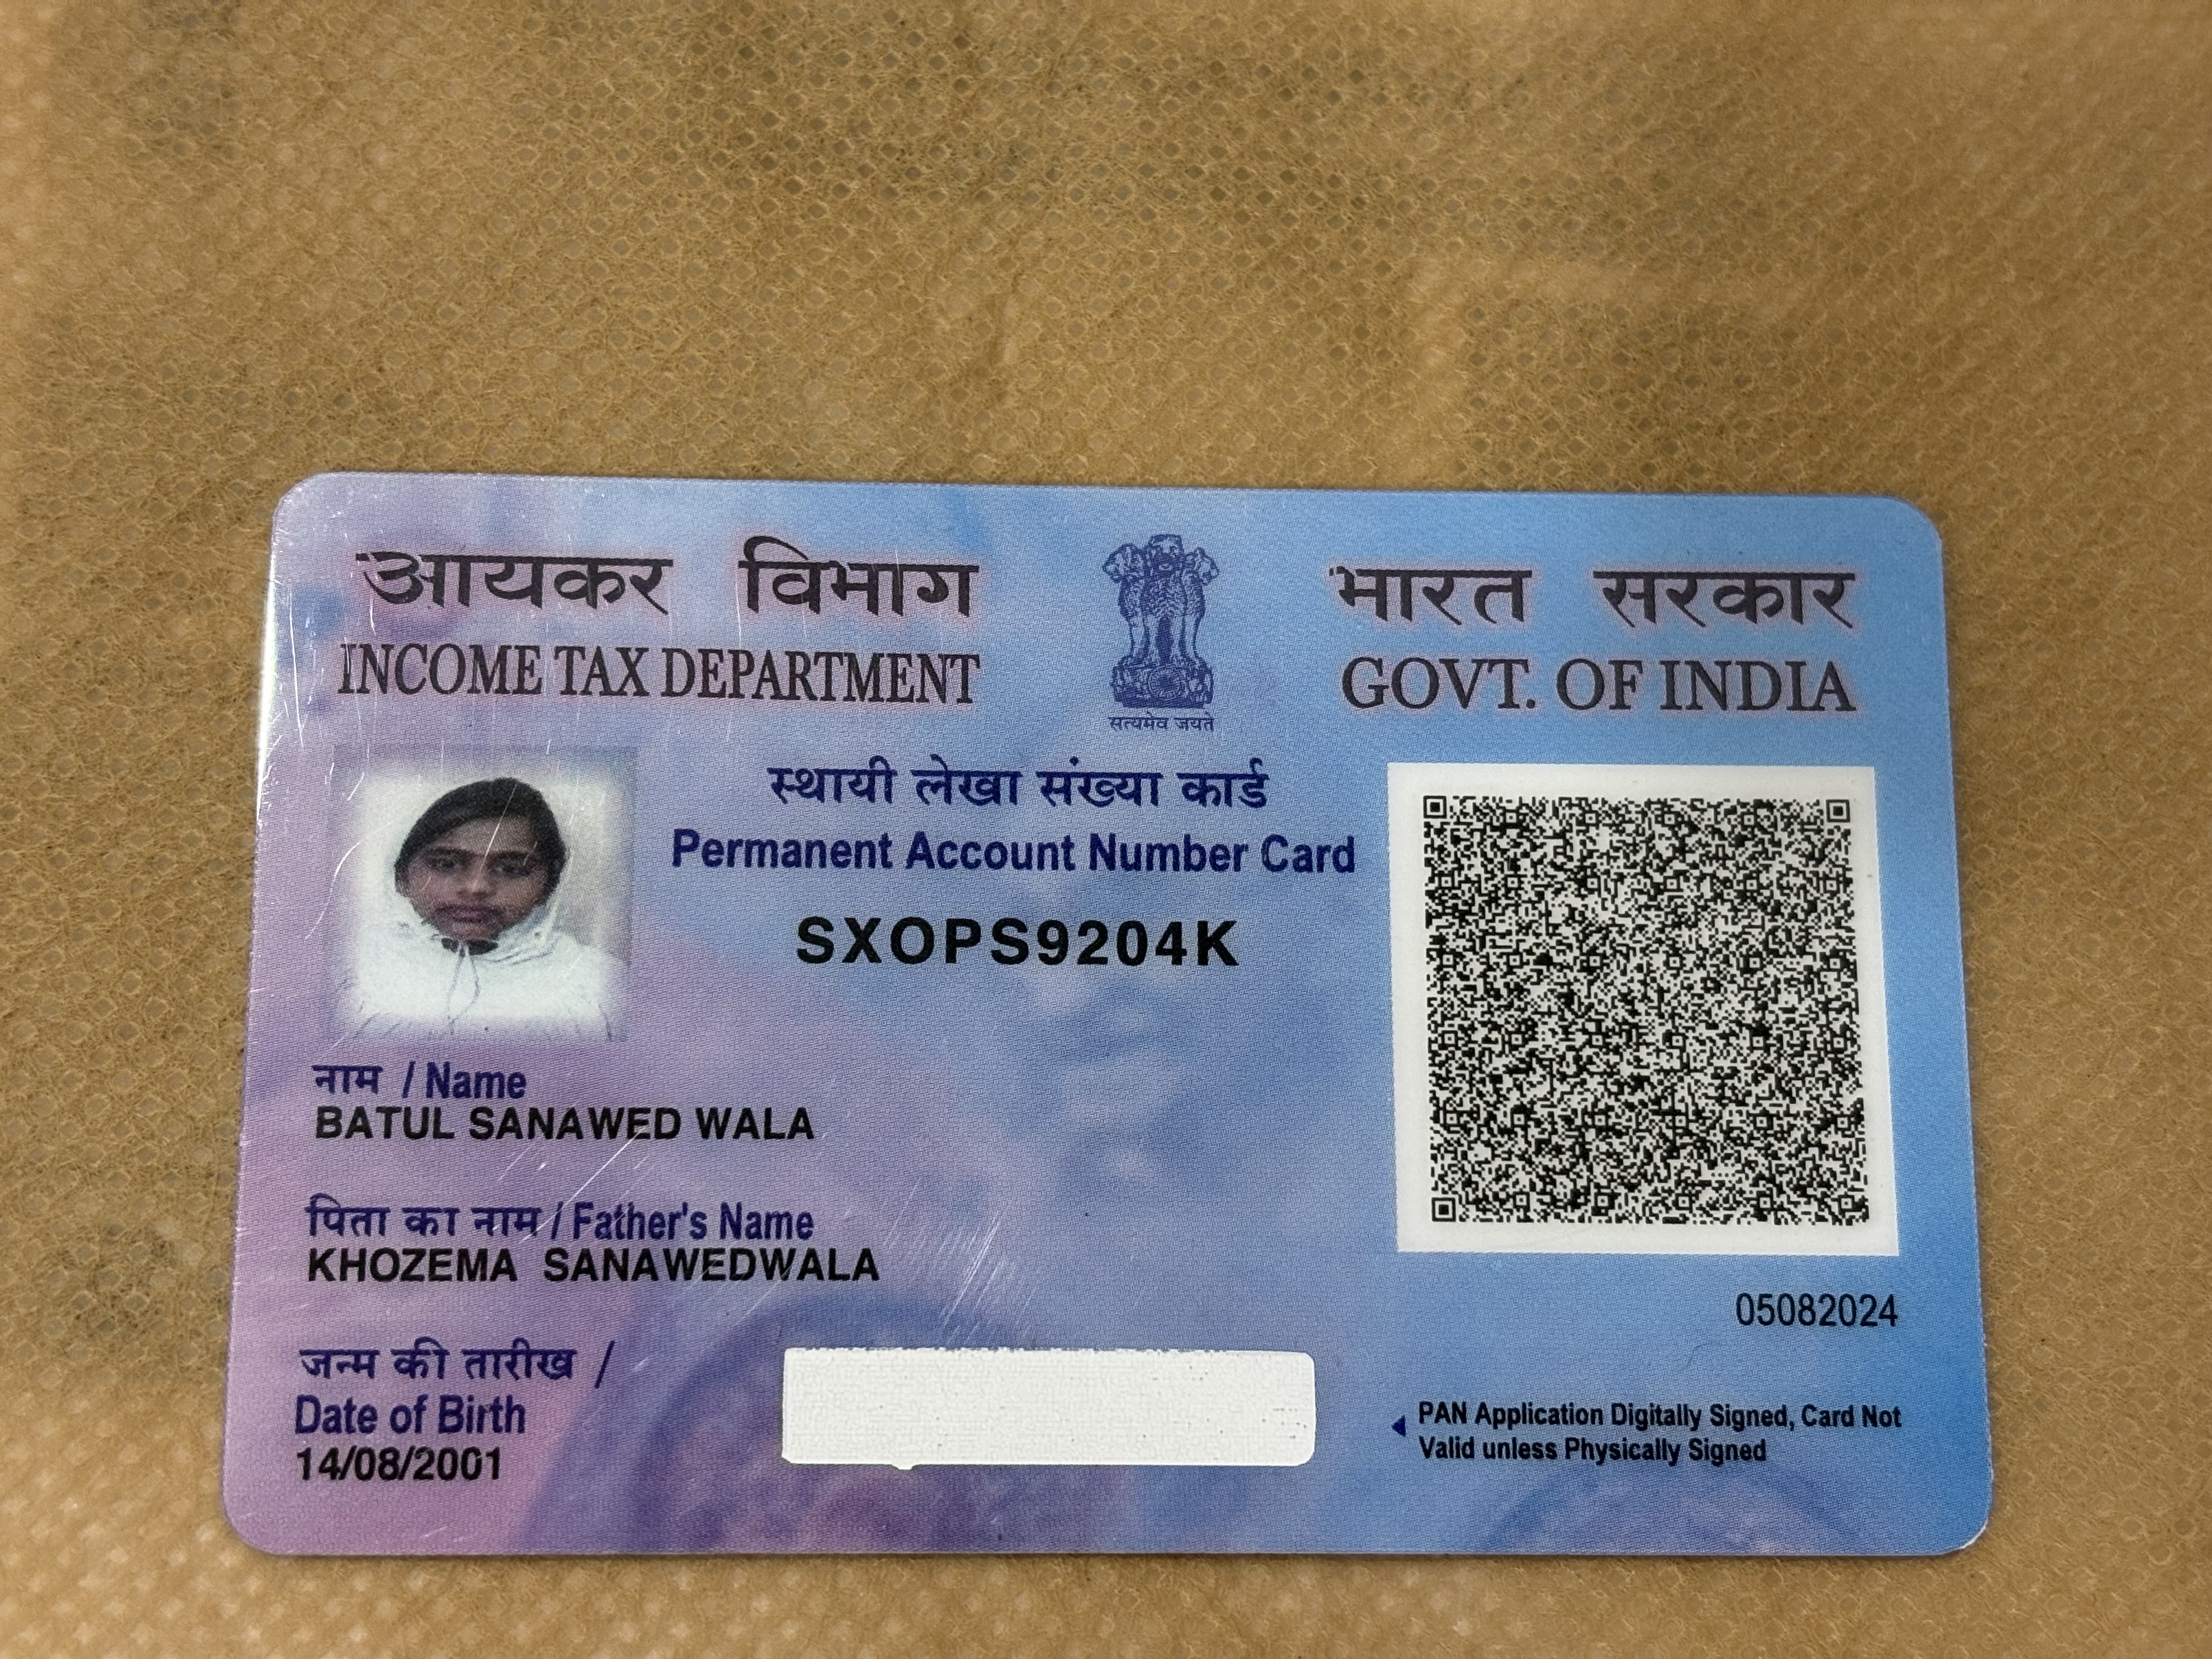 आयकर विभाग
INCOME TAX DEPARTMENT
सत्यमेव जयते
भारत सरकार
GOVT. OF INDIA
स्थायी लेखा संख्या कार्ड
Permanent Account Number Card
SXOPS9204K
नाम / Name
BATUL SANAWED WALA
पिता का नाम / Father's Name
KHOZEMA SANAWEDWALA
जन्म की तारीख /
Date of Birth
14/08/2001
05082024
PAN Application Digitally Signed, Card Not
Valid unless Physically Signed